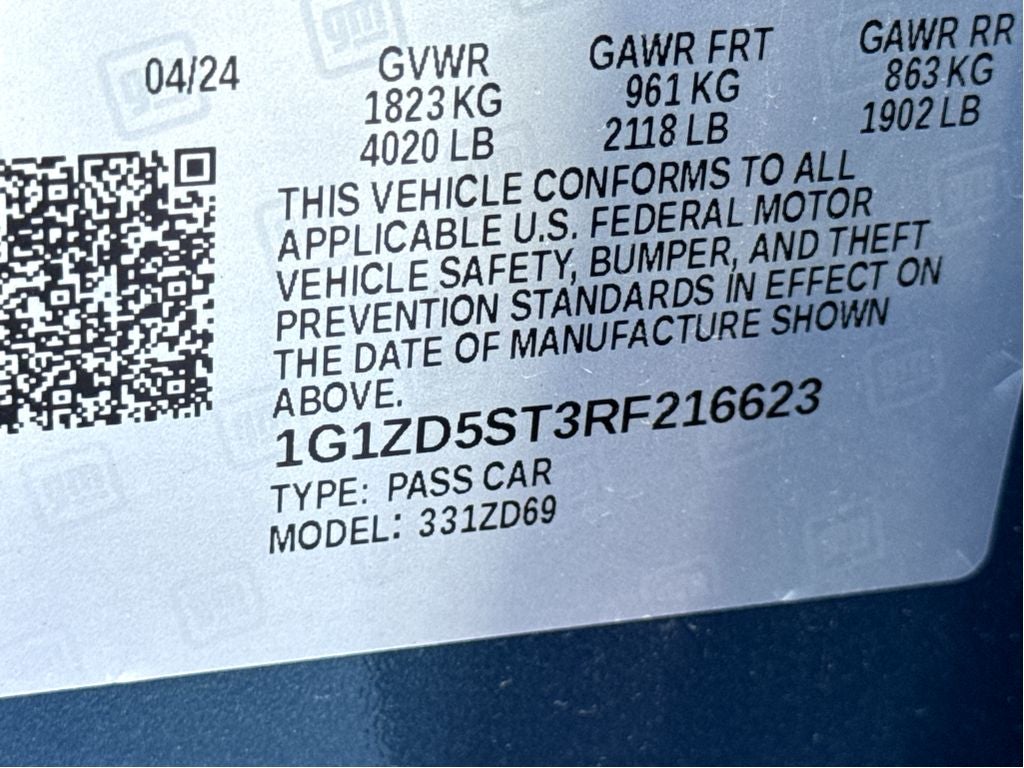 04/24 GVWR GAWR FRT GAWR RR
1823 KG 961 KG 863 KG
4020 LB 2118 LB 1902 LB
THIS VEHICLE CONFORMS TO ALL
APPLICABLE U.S. FEDERAL MOTOR
VEHICLE SAFETY, BUMPER, AND THEFT
PREVENTION STANDARDS IN EFFECT ON
THE DATE OF MANUFACTURE SHOWN
ABOVE.
1G1ZD5ST3RF216623
TYPE: PASS CAR
MODEL: 331ZD69